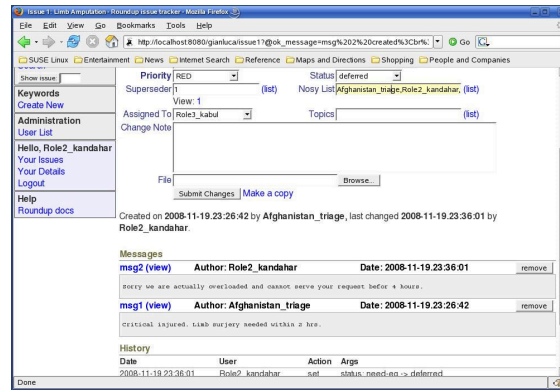 Issue 1: Limb Amputation - Roundup issue tracker - Mozilla Firefox
File Edit View Go Bookmarks Tools Help
http://localhost:8080/gianluca/issue1?@ok_message=msg%202%20created%3Cbr%: Go
SUSE Linux Entertainment News Internet Search Reference Maps and Directions Shopping People and Companies
Show issue:
Keywords
Create New
Administration
User List
Hello, Role2_kandahar
Your Issues
Your Details
Logout
Help
Roundup docs
Priority RED Status deferred
Superseder 1 (list) Nosy List Afghanistan_triage,Role2_kandahar, (list)
View: 1
Assigned To Role3_kabul Topics (list)
Change Note
File Browse...
Submit Changes Make a copy
Created on 2008-11-19.23:26:42 by Afghanistan_triage, last changed 2008-11-19.23:36:01 by
Role2_kandahar.
Messages
msg2 (view) Author: Role2_kandahar Date: 2008-11-19.23:36:01 remove
Sorry we are actually overloaded and cannot serve your request befor 4 hours.
msg1 (view) Author: Afghanistan_triage Date: 2008-11-19.23:26:42 remove
Critical injured. Limb surjery needed within 2 hrs.
History
Date User Action Args
2008-11-19 23:36:01 Role2_kandahar set status: need-eg -> deferred
Done